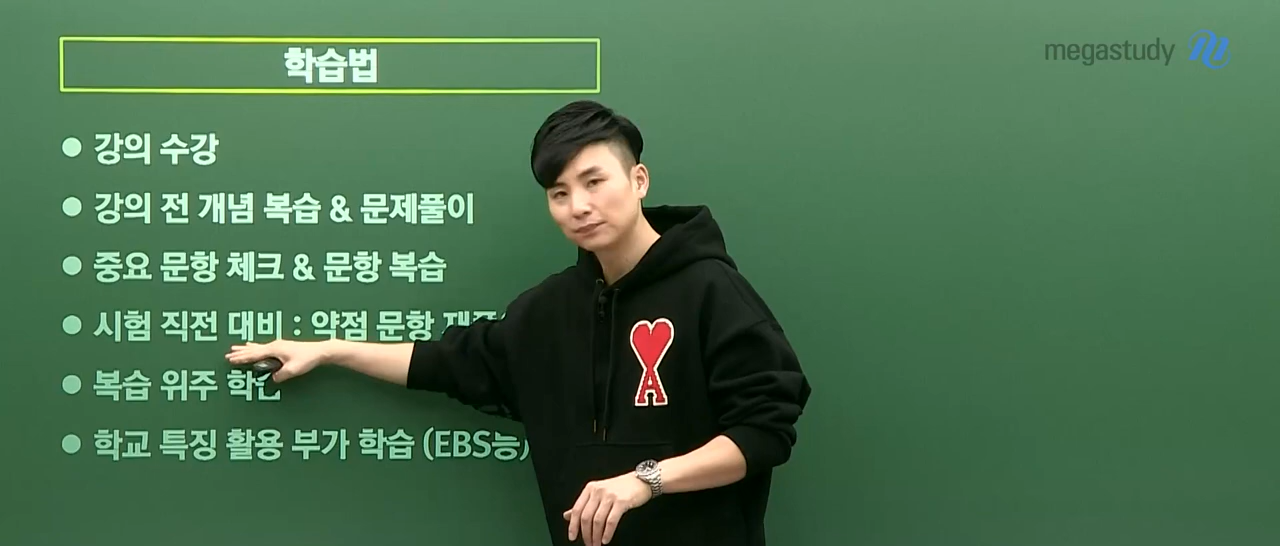 학습법
megastudy
강의 수강
강의 전 개념 복습 & 문제풀이
중요 문항 체크 & 문항 복습
시험 직전 대비 : 약점 문항
복습 위주
학교 특징 활용 부가 학습 (EBS능)
A